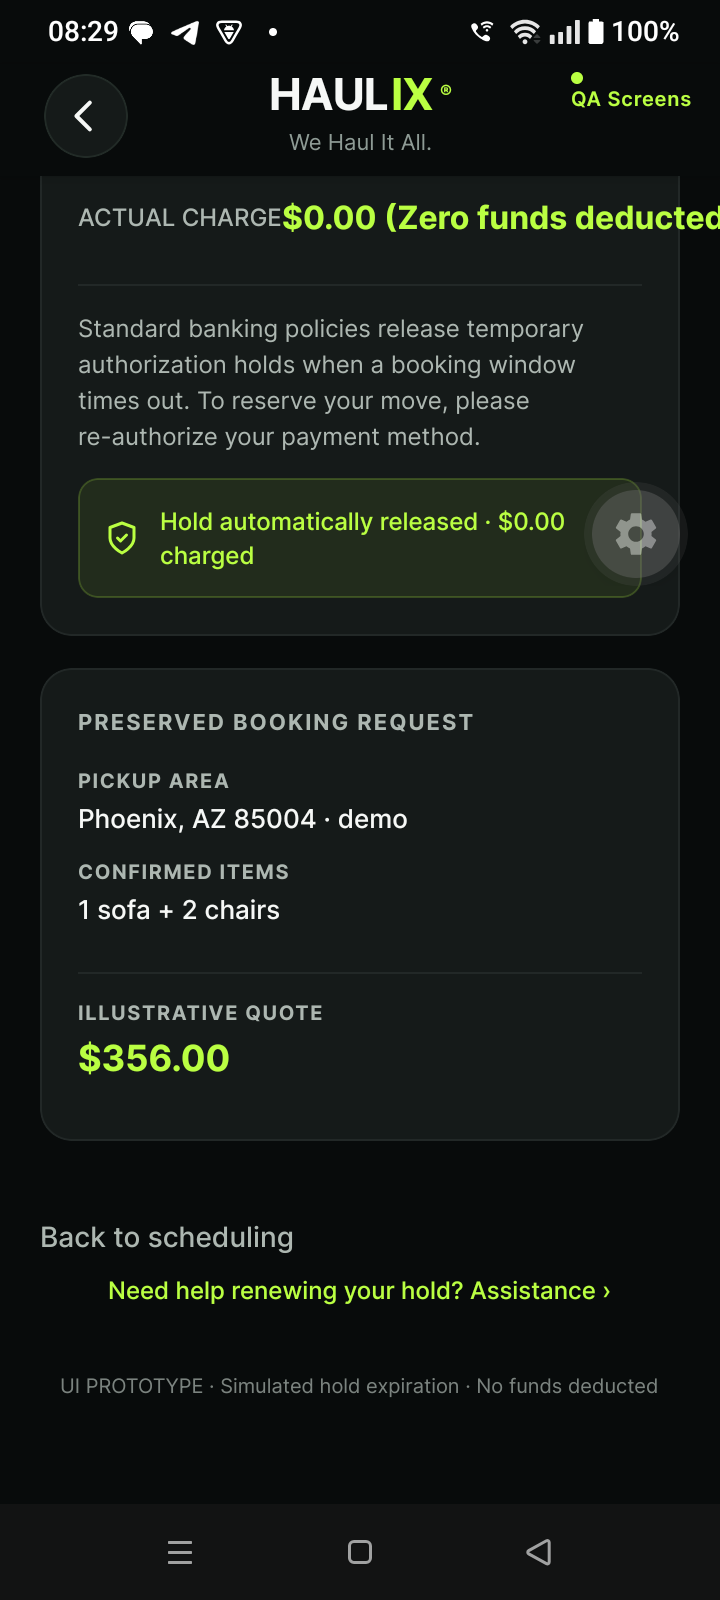 08:29
100%
HAULIX ®
We Haul It All.
QA Screens
ACTUAL CHARGE $0.00 (Zero funds deducted
Standard banking policies release temporary
authorization holds when a booking window
times out. To reserve your move, please
re-authorize your payment method.
Hold automatically released · $0.00
charged
PRESERVED BOOKING REQUEST
PICKUP AREA
Phoenix, AZ 85004 · demo
CONFIRMED ITEMS
1 sofa + 2 chairs
ILLUSTRATIVE QUOTE
$356.00
Back to scheduling
Need help renewing your hold? Assistance ›
UI PROTOTYPE · Simulated hold expiration · No funds deducted